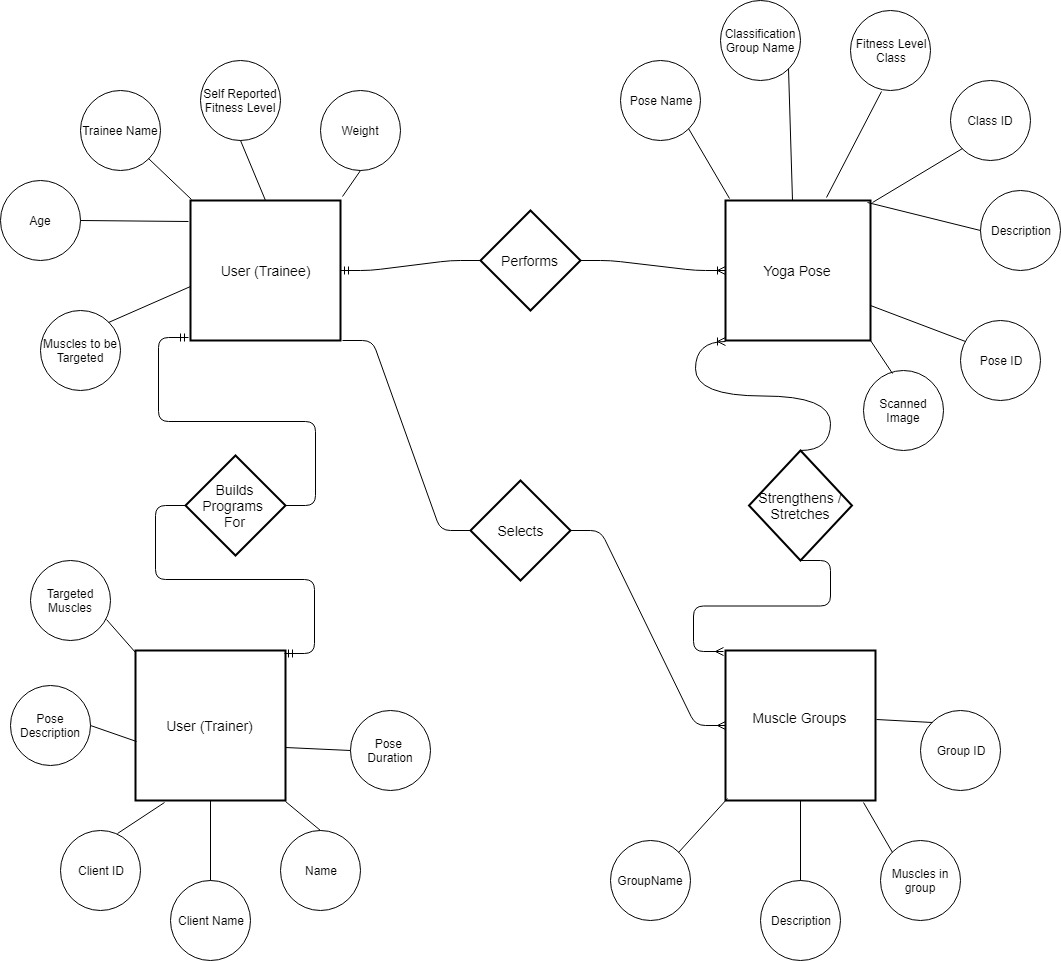 Classification
Group Name
Fitness Level
Class
Self Reported
Fitness Level
Pose Name
Class ID
Trainee Name
Weight
Age
Description
User (Trainee)
Performs
Yoga Pose
Muscles to be
Targeted
Pose ID
Scanned
Image
Builds
Programs
For
Selects
Strengthens /
Stretches
Targeted
Muscles
Pose
Description
User (Trainer)
Pose
Duration
Muscle Groups
Group ID
Client ID
Name
Client Name
GroupName
Muscles in
group
Description